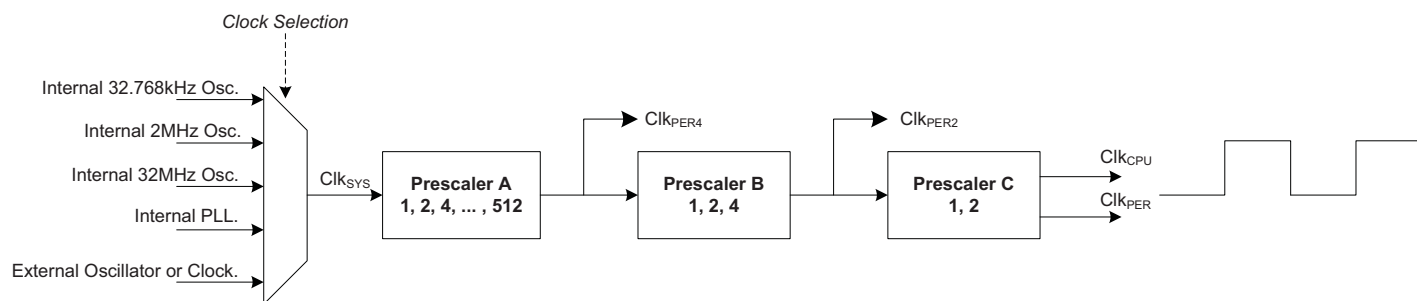 Clock Selection
Internal 32.768kHz Osc.
Internal 2MHz Osc.
Internal 32MHz Osc.
Internal PLL.
External Oscillator or Clock.
ClkSYS
Prescaler A
1, 2, 4, ... , 512
ClkPER4
Prescaler B
1, 2, 4
ClkPER2
Prescaler C
1, 2
ClkCPU
ClkPER